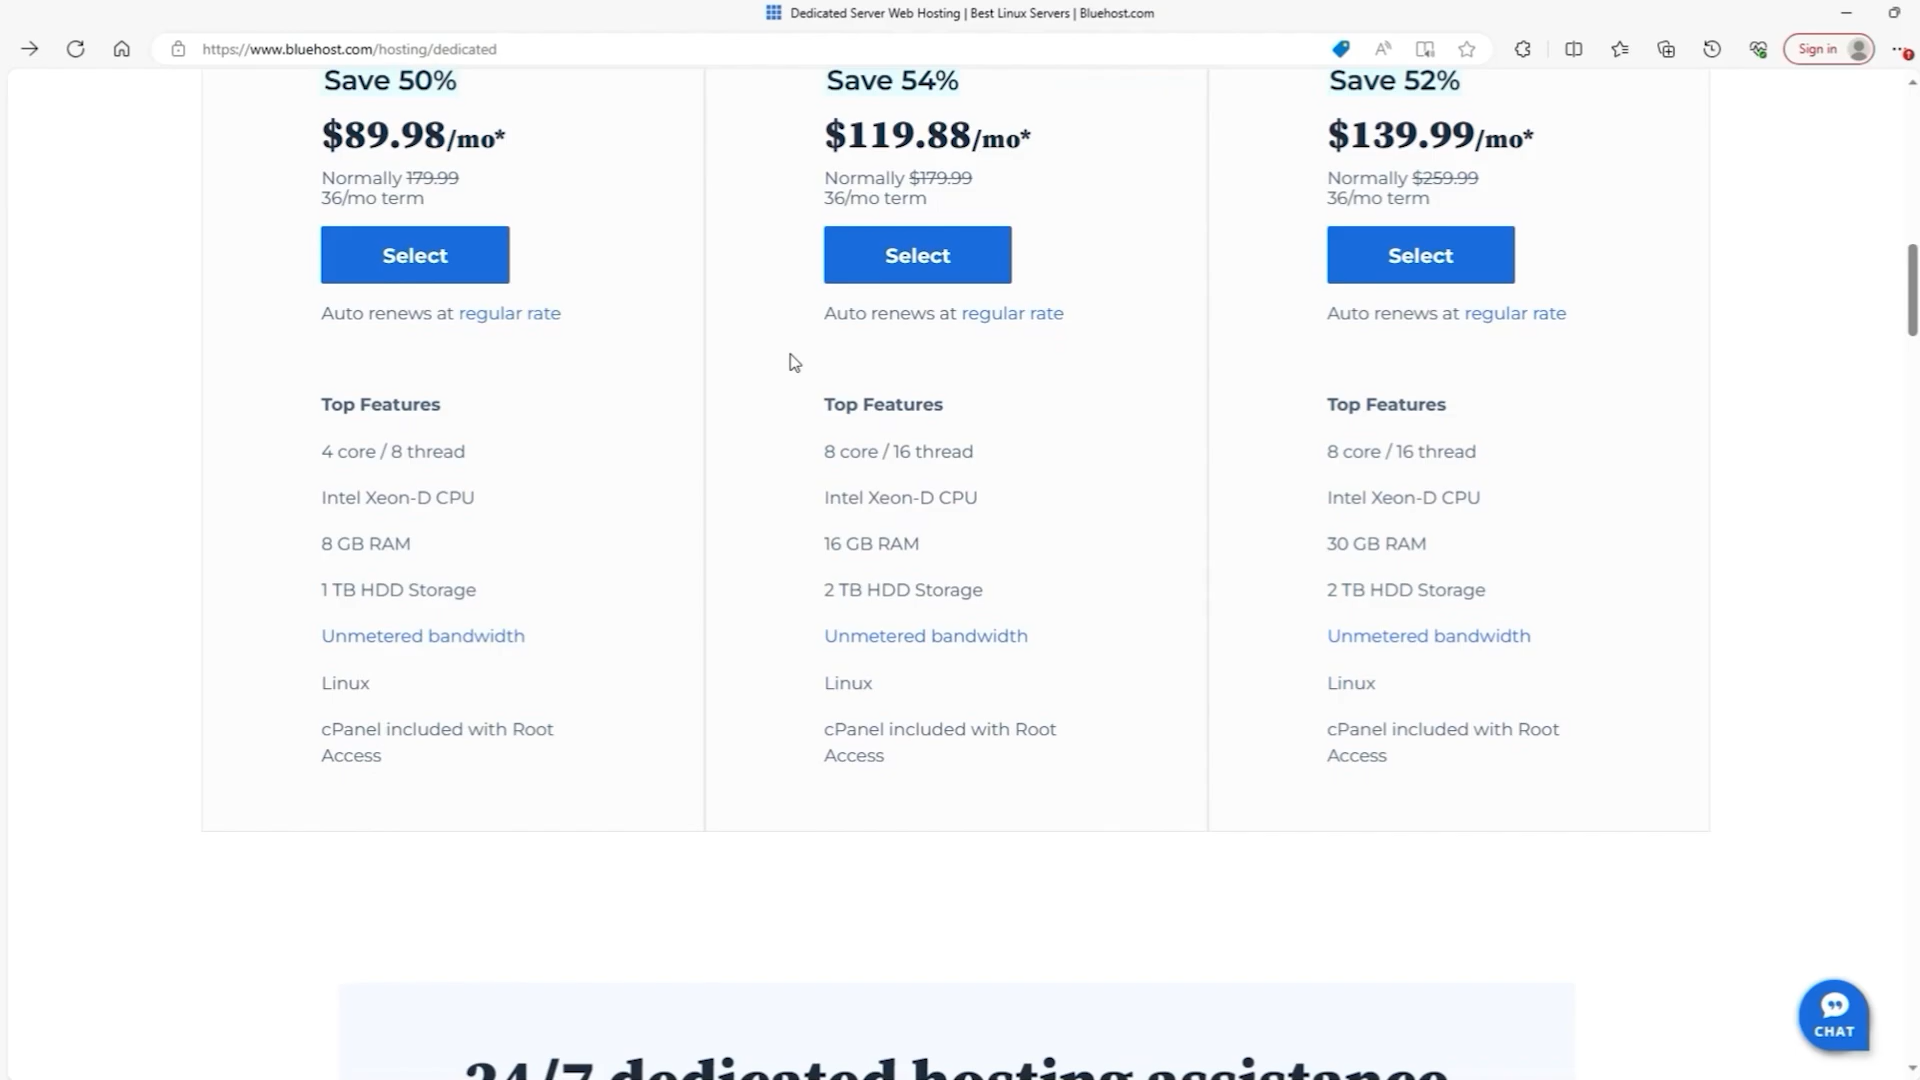 Dedicated Server Web Hosting | Best Linux Servers | Bluehost.com
https://www.bluehost.com/hosting/dedicated
Sign in
Save 50%
$89.98/mo*
Normally 179.99
36/mo term
Select
Auto renews at regular rate
Top Features
4 core / 8 thread
Intel Xeon-D CPU
8 GB RAM
1 TB HDD Storage
Unmetered bandwidth
Linux
cPanel included with Root
Access
Save 54%
$119.88/mo*
Normally $179.99
36/mo term
Select
Auto renews at regular rate
Top Features
8 core / 16 thread
Intel Xeon-D CPU
16 GB RAM
2 TB HDD Storage
Unmetered bandwidth
Linux
cPanel included with Root
Access
Save 52%
$139.99/mo*
Normally $259.99
36/mo term
Select
Auto renews at regular rate
Top Features
8 core / 16 thread
Intel Xeon-D CPU
30 GB RAM
2 TB HDD Storage
Unmetered bandwidth
Linux
cPanel included with Root
Access
24/7 dedicated hosting assistance
CHAT